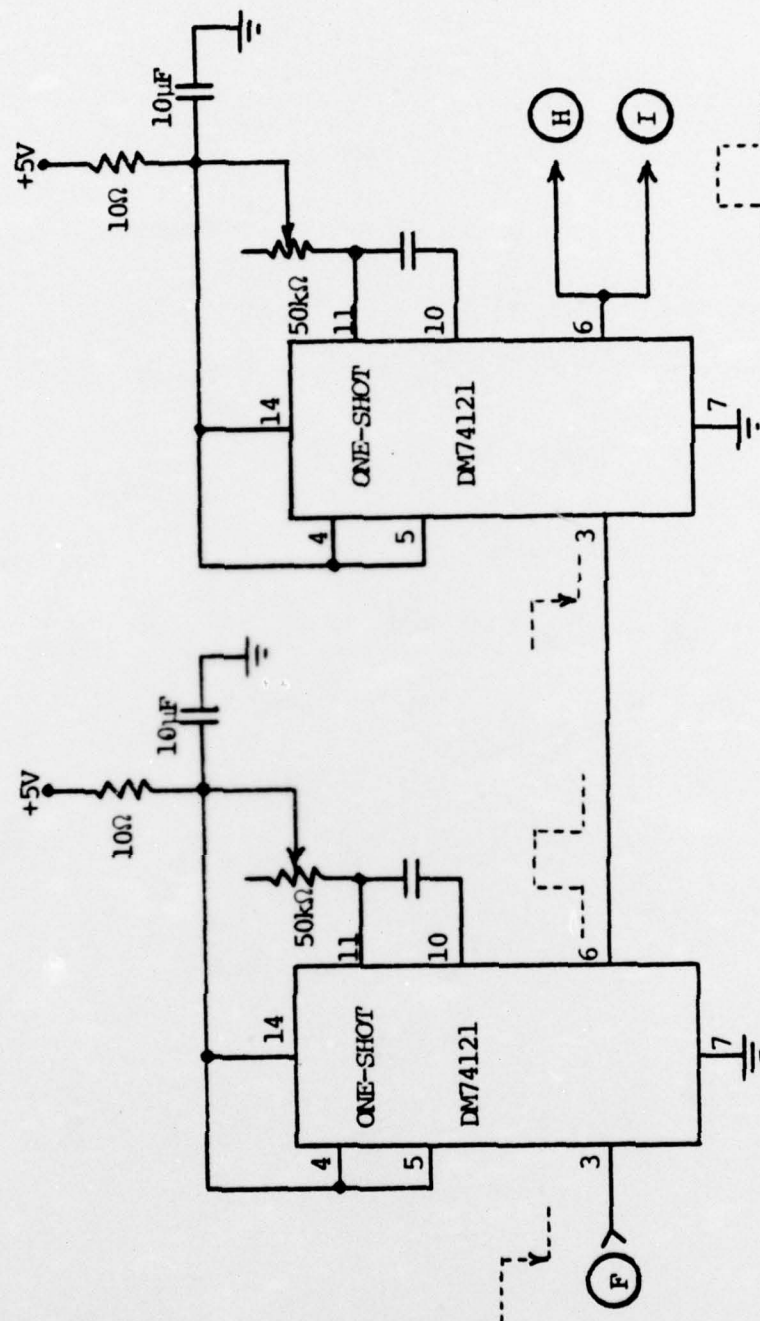 +5V
10Ω
10µF
50kΩ
14
11
10
4
5
ONE-SHOT
DM74121
3
6
7
F
+5V
10Ω
10µF
50kΩ
14
11
10
4
5
ONE-SHOT
DM74121
3
6
7
H
I